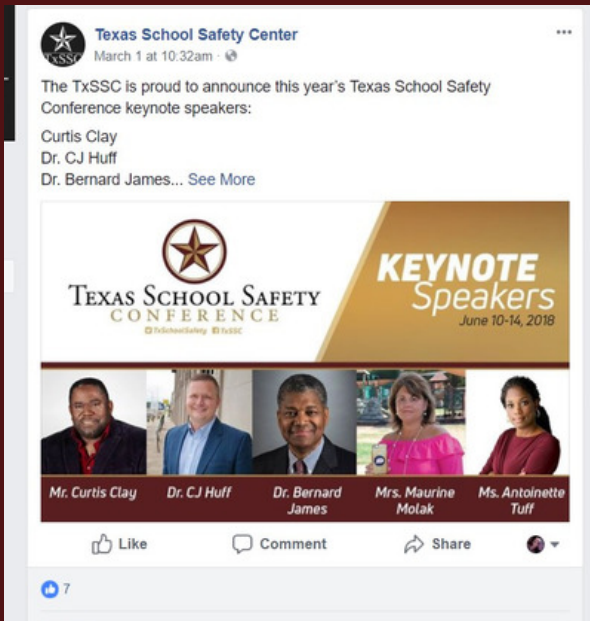 Texas School Safety Center
TxSSC
March 1 at 10:32am ·
The TxSSC is proud to announce this year's Texas School Safety
Conference keynote speakers:
Curtis Clay
Dr. CJ Huff
Dr. Bernard James... See More
TEXAS SCHOOL SAFETY
CONFERENCE
TxSchoolSafety TxSSC
KEYNOTE
Speakers
June 10-14, 2018
Mr. Curtis Clay
Dr. CJ Huff
Dr. Bernard
James
Mrs. Maurine
Molak
Ms. Antoinette
Tuff
Like
Comment
Share
7